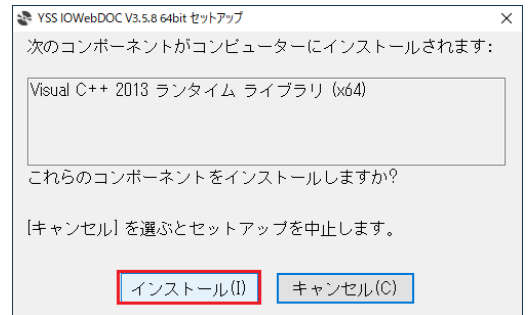 YSS IOWebDOC V3.5.8 64bit セットアップ
次のコンポーネントがコンピューターにインストールされます:
Visual C++ 2013 ランタイム ライブラリ (x64)
これらのコンポーネントをインストールしますか?
[キャンセル] を選ぶとセットアップを中止します。
インストール(I) キャンセル(C)